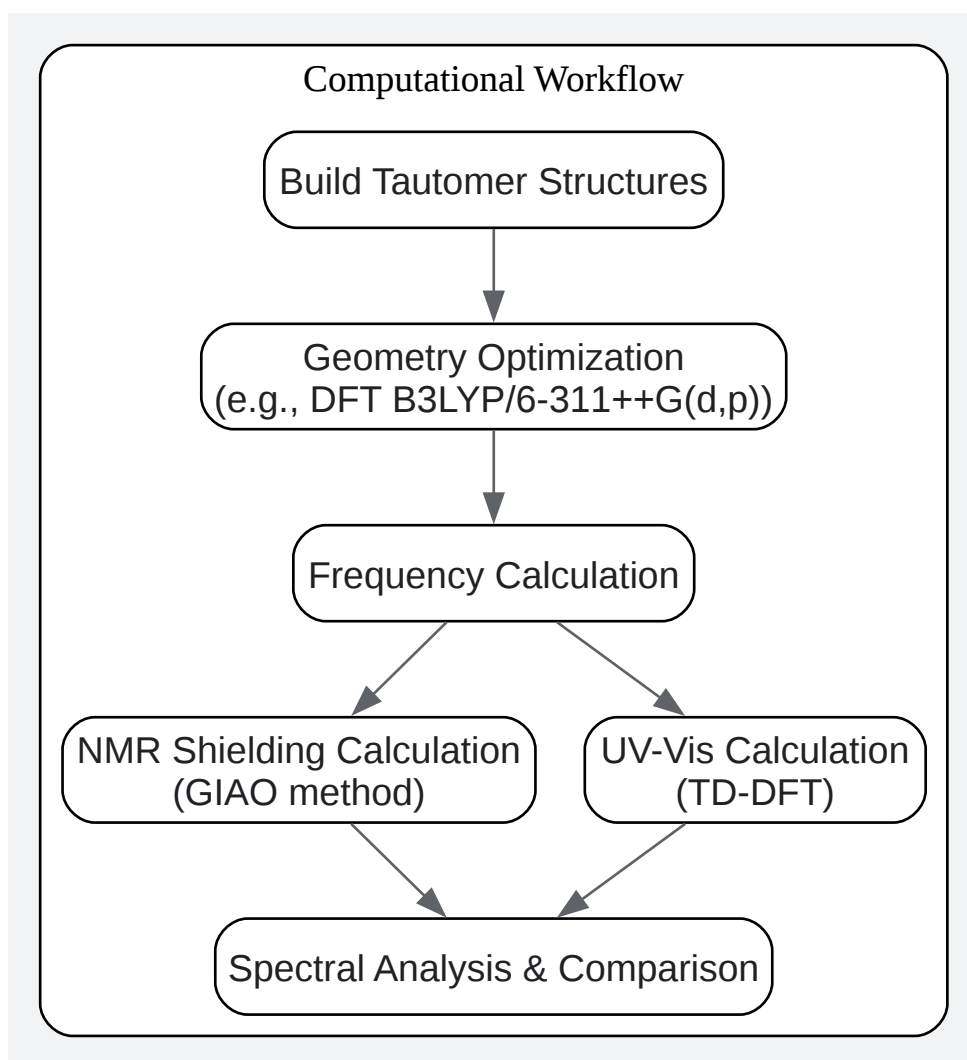 Computational Workflow
Build Tautomer Structures
Geometry Optimization
(e.g., DFT B3LYP/6-311++G(d,p))
Frequency Calculation
NMR Shielding Calculation
(GIAO method)
UV-Vis Calculation
(TD-DFT)
Spectral Analysis & Comparison